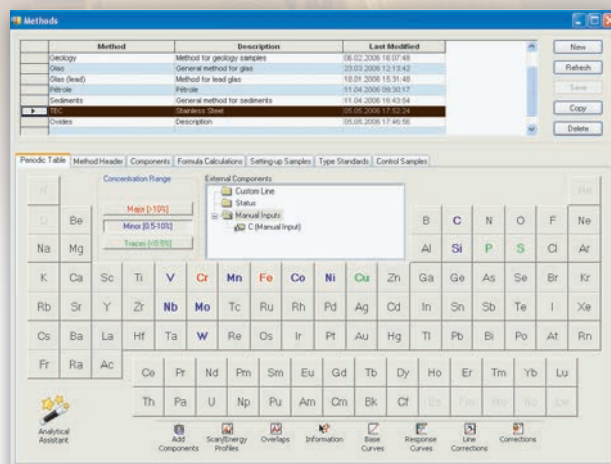 Methods
Method Description Last Modified
Geology Method for geology samples 06.02.2006 16:07:48
Glas General method for glas 23.03.2006 12:13:42
Glas (lead) Method for lead glas 18.01.2006 15:31:48
Pétrole Pétrole 11.04.2006 09:30:17
Sediments General method for sediments 11.04.2006 16:43:54
TEC Stainless Steel 05.05.2006 17:52:24
Oxides Description 05.05.2006 17:46:56
New
Refresh
Save
Copy
Delete
Periodic Table Method Header Components Formula Calculations Setting-up Samples Type Standards Control Samples
Concentration Range
Major (>10%)
Minor (0.5-10%)
Traces (<0.5%)
External Components
Custom Line
Status
Manual Inputs
C (Manual Input)
H He
Li Be B C N O F Ne
Na Mg Al Si P S Cl Ar
K Ca Sc Ti V Cr Mn Fe Co Ni Cu Zn Ga Ge As Se Br Kr
Rb Sr Y Zr Nb Mo Tc Ru Rh Pd Ag Cd In Sn Sb Te I Xe
Cs Ba La Hf Ta W Re Os Ir Pt Au Hg Tl Pb Bi Po At Rn
Fr Ra Ac
Ce Pr Nd Pm Sm Eu Gd Tb Dy Ho Er Tm Yb Lu
Th Pa U Np Pu Am Cm Bk Cf Es Fm Md No Lw
Analytical Assistant
Add Components
Scan/Energy Profiles
Overlaps
Information
Base Curves
Response Curves
Line Corrections
Corrections